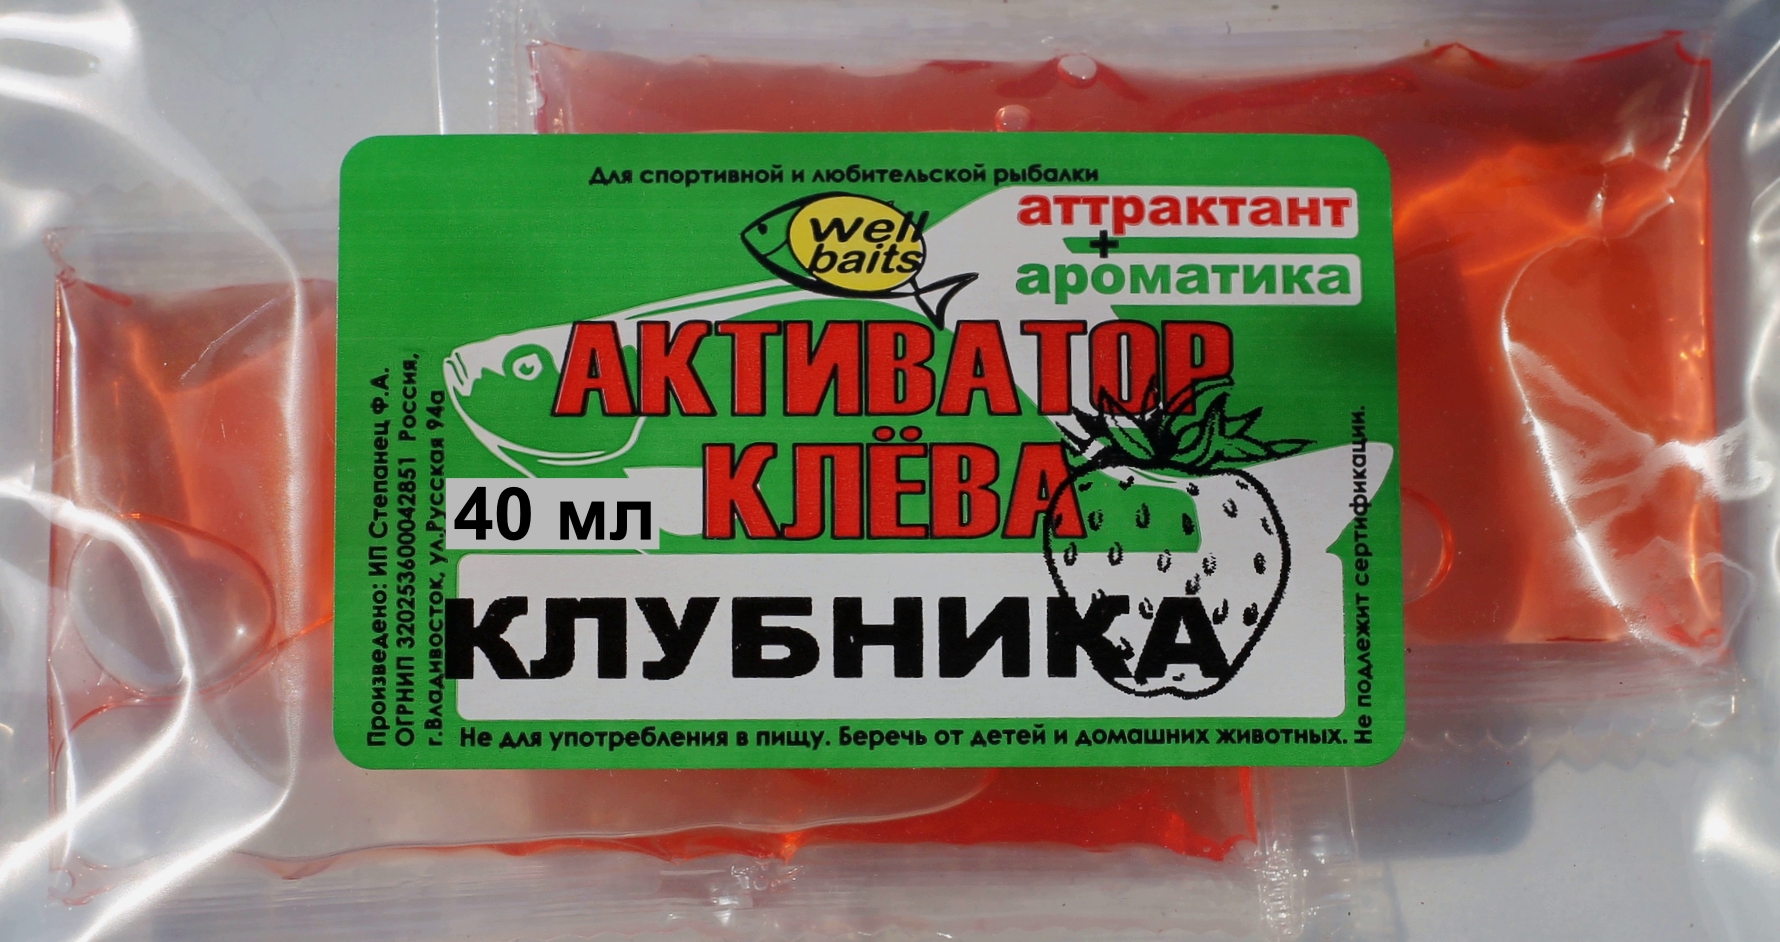 Для спортивной и любительской рыбалки
well
baits
аттрактант
+
ароматика
АКТИВАТОР
КЛЁВА
40 мл
КЛУБНИКА
Не для употребления в пищу. Беречь от детей и домашних животных.
Произведено: ИП Степанец Ф.А.
ОГРНИП 320253600042851 Россия,
г.Владивосток, ул.Русская 94а
Не подлежит сертификации.